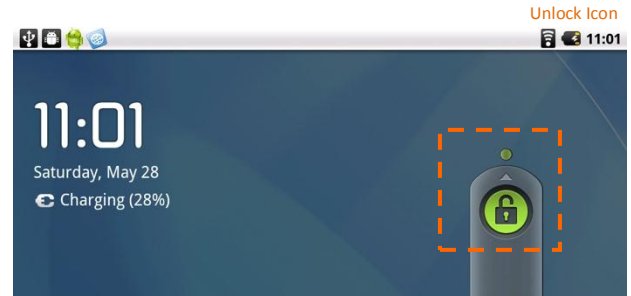 Unlock Icon
11:01
11:01
Saturday, May 28
Charging (28%)